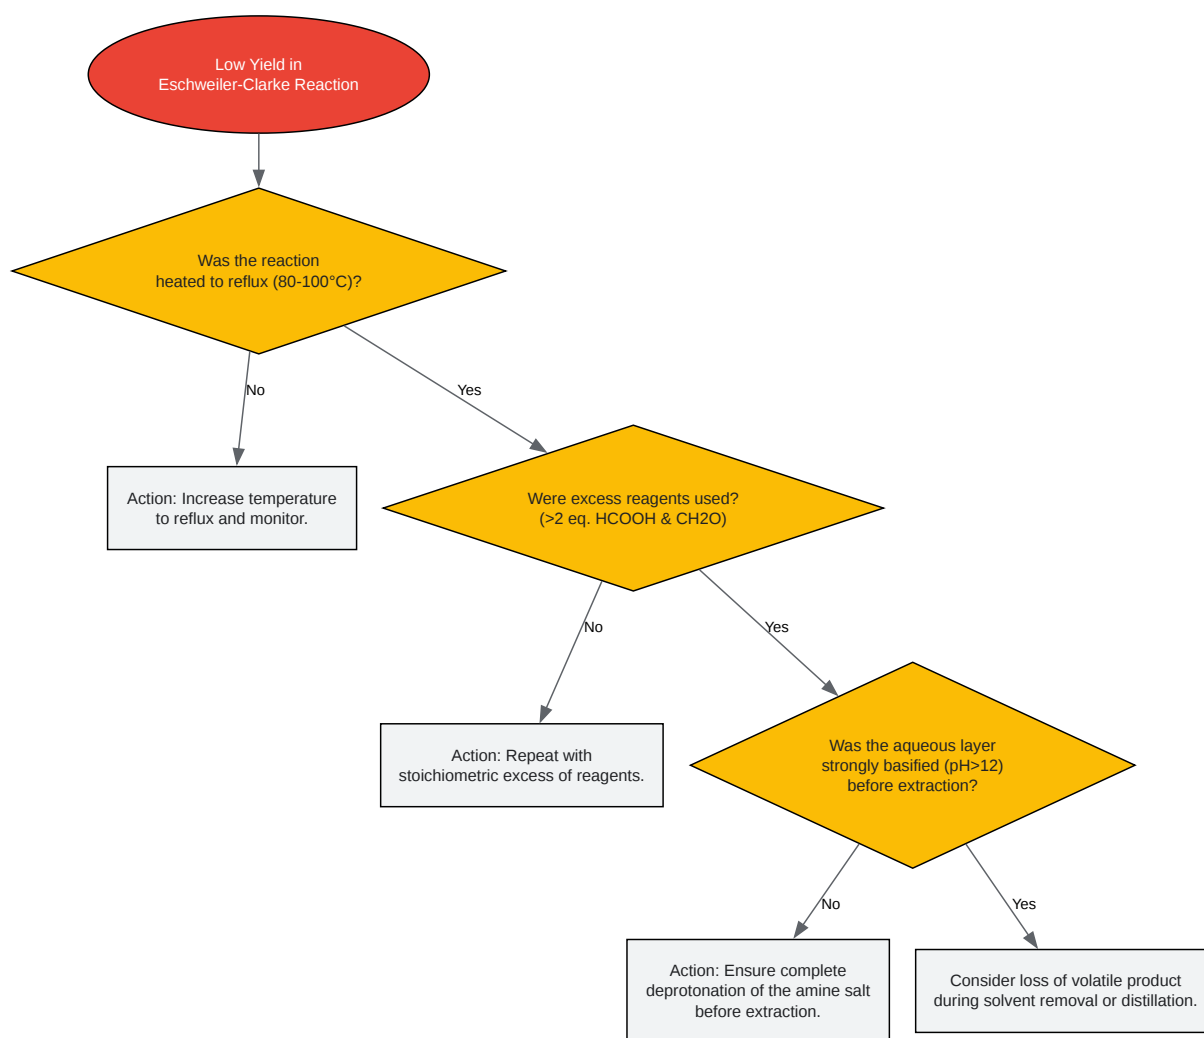 Low Yield in
Eschweiler-Clarke Reaction
Was the reaction
heated to reflux (80-100°C)?
No
Yes
Action: Increase temperature
to reflux and monitor.
Were excess reagents used?
(>2 eq. HCOOH & CH2O)
No
Yes
Action: Repeat with
stoichiometric excess of reagents.
Was the aqueous layer
strongly basified (pH>12)
before extraction?
No
Yes
Action: Ensure complete
deprotonation of the amine salt
before extraction.
Consider loss of volatile product
during solvent removal or distillation.